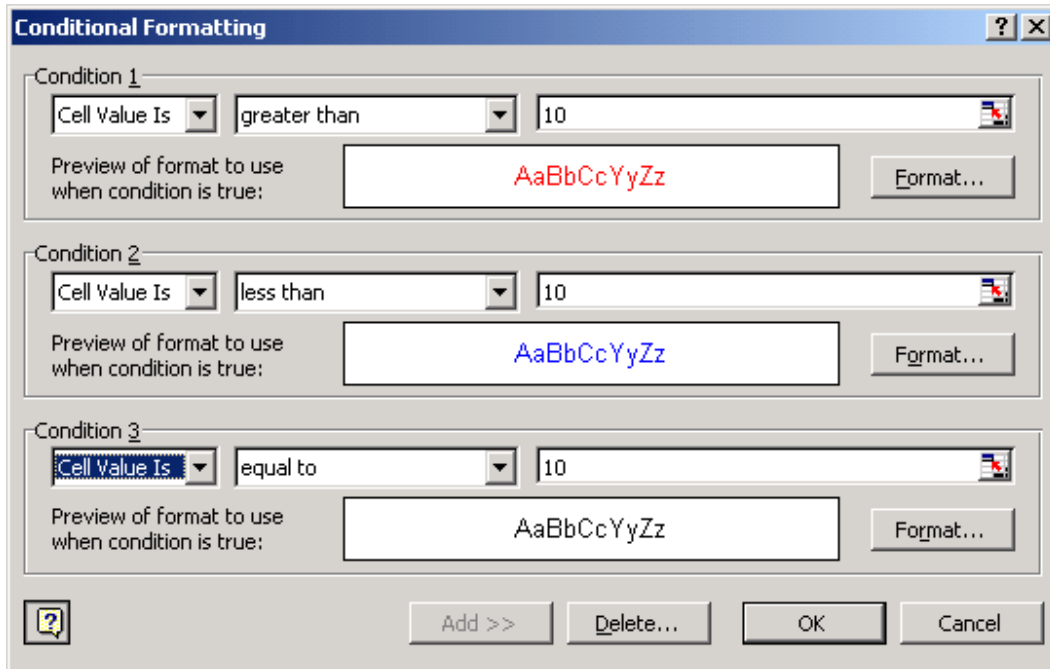 Conditional Formatting
Condition 1
Cell Value Is greater than 10
Preview of format to use
when condition is true:
AaBbCcYyZz
Format...
Condition 2
Cell Value Is less than 10
Preview of format to use
when condition is true:
AaBbCcYyZz
Format...
Condition 3
Cell Value Is equal to 10
Preview of format to use
when condition is true:
AaBbCcYyZz
Format...
Add >> Delete... OK Cancel